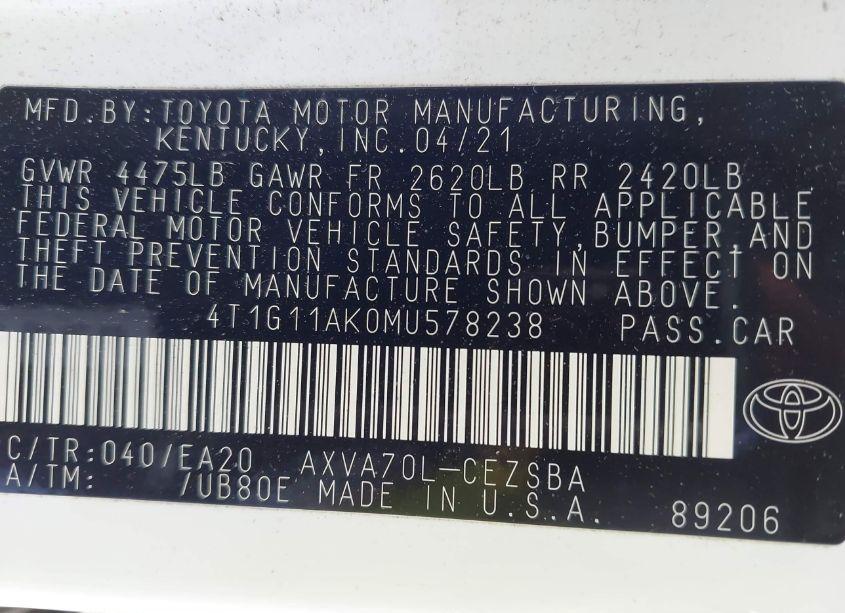 MFD.BY:TOYOTA MOTOR MANUFACTURING,
KENTUCKY,INC.04/21
GVWR 4475LB GAWR FR 2620LB RR 2420LB
THIS VEHICLE CONFORMS TO ALL APPLICABLE
FEDERAL MOTOR VEHICLE SAFETY,BUMPER,AND
THEFT PREVENTION STANDARDS IN EFFECT ON
THE DATE OF MANUFACTURE SHOWN ABOVE.
4T1G11AK0MU578238 PASS.CAR
C/TR:040/EA20 AXVA70L-CEZSBA
A/TM: /UB80E MADE IN U.S.A. 89206